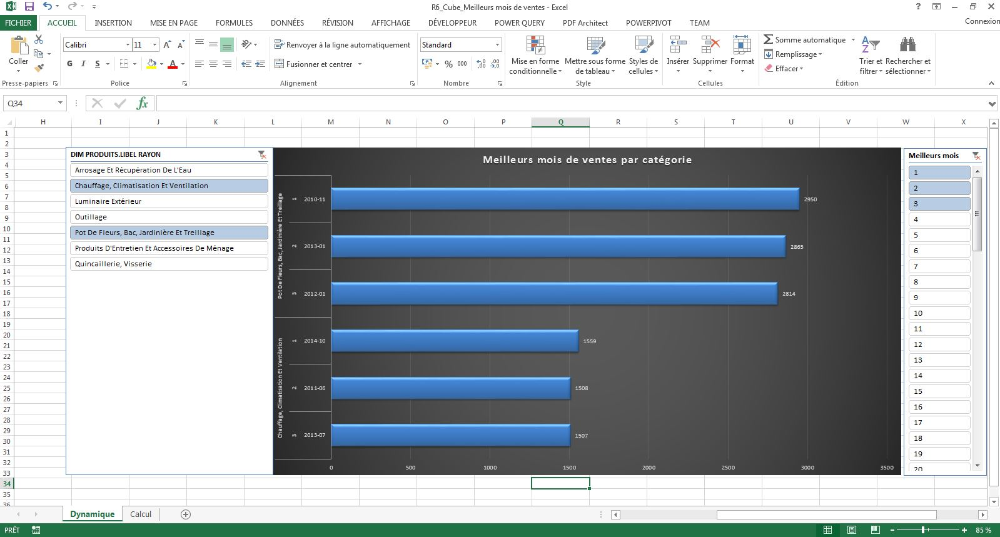 R6_Cube_Meilleurs mois de ventes - Excel
FICHIER ACCUEIL INSERTION MISE EN PAGE FORMULES DONNÉES RÉVISION AFFICHAGE DÉVELOPPEUR POWER QUERY PDF Architect POWERPIVOT TEAM Connexion
Coller
Presse-papiers
Calibri 11
G I S
Police
Renvoyer à la ligne automatiquement
Fusionner et centrer
Alignement
Standard
% 000
Nombre
Mise en forme
conditionnelle
Mettre sous forme
de tableau
Styles de
cellules
Style
Insérer Supprimer Format
Cellules
Somme automatique
Remplissage
Effacer
Trier et
filtrer
Rechercher et
sélectionner
Édition
Q34
fx
H I J K L M N O P Q R S T U V W X
1
2
3
4
5
6
7
8
9
10
11
12
13
14
15
16
17
18
19
20
21
22
23
24
25
26
27
28
29
30
31
32
33
34
35
36
DIM PRODUITS.LIBEL RAYON
Arrosage Et Récupération De L'Eau
Chauffage, Climatisation Et Ventilation
Luminaire Extérieur
Outillage
Pot De Fleurs, Bac, Jardinière Et Treillage
Produits D'Entretien Et Accessoires De Ménage
Quincaillerie, Visserie
Meilleurs mois de ventes par catégorie
Pot De Fleurs, Bac, Jardinière Et Treillage
1 2010-11 2950
2 2013-01 2865
3 2012-01 2814
Chauffage, Climatisation Et Ventilation
1 2014-10 1559
2 2011-06 1508
3 2013-07 1507
0 500 1000 1500 2000 2500 3000 3500
Meilleurs mois
1
2
3
4
5
6
7
8
9
10
11
12
13
14
15
16
17
18
19
20
Dynamique Calcul
PRÊT
85 %